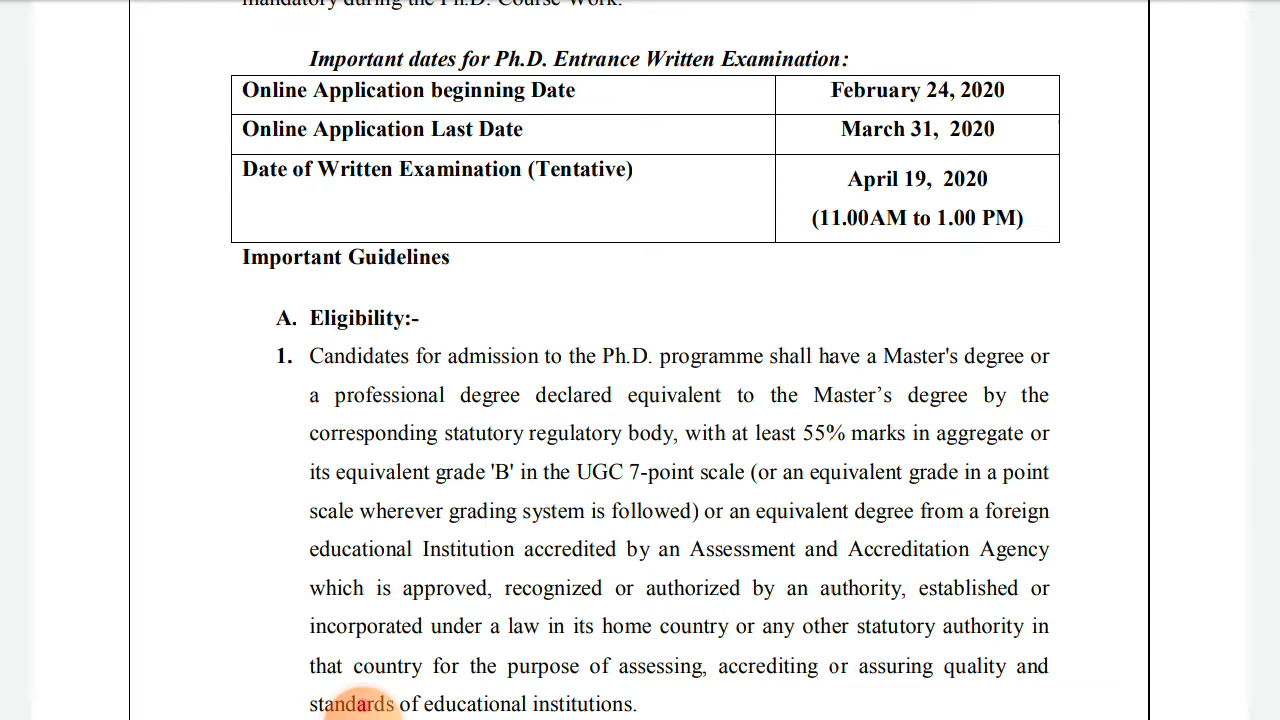 mandatory during the Ph.D. Course Work.
Important dates for Ph.D. Entrance Written Examination:
Online Application beginning Date February 24, 2020
Online Application Last Date March 31, 2020
Date of Written Examination (Tentative) April 19, 2020
(11.00AM to 1.00 PM)
Important Guidelines
A. Eligibility:-
1. Candidates for admission to the Ph.D. programme shall have a Master's degree or
a professional degree declared equivalent to the Master’s degree by the
corresponding statutory regulatory body, with at least 55% marks in aggregate or
its equivalent grade 'B' in the UGC 7-point scale (or an equivalent grade in a point
scale wherever grading system is followed) or an equivalent degree from a foreign
educational Institution accredited by an Assessment and Accreditation Agency
which is approved, recognized or authorized by an authority, established or
incorporated under a law in its home country or any other statutory authority in
that country for the purpose of assessing, accrediting or assuring quality and
standards of educational institutions.